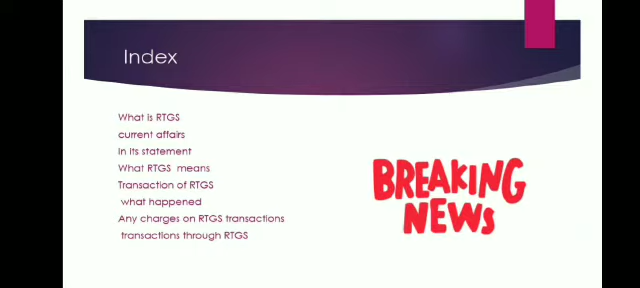 Index
What is RTGS
current affairs
In its statement
What RTGS means
Transaction of RTGS
what happened
Any charges on RTGS transactions
transactions through RTGS
BREAKING
NEWS